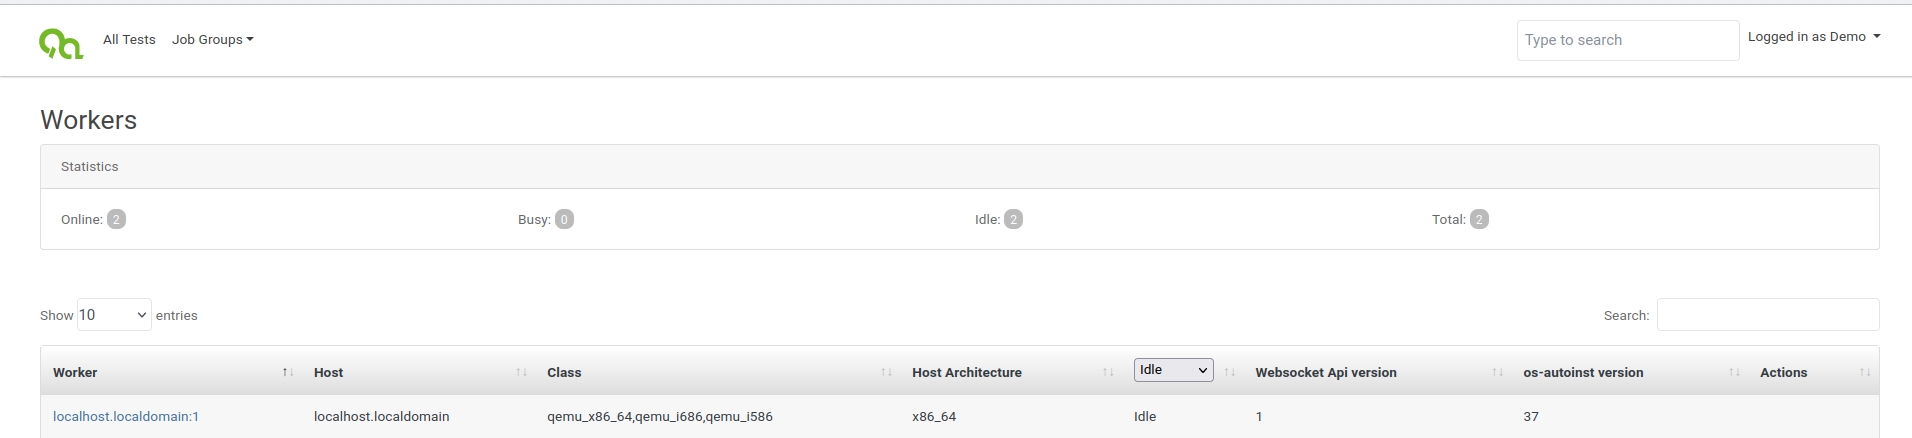 All Tests Job Groups Type to search Logged in as Demo
Workers
Statistics
Online: 2 Busy: 0 Idle: 2 Total: 2
Show 10 entries Search:
Worker Host Class Host Architecture Idle Websocket Api version os-autoinst version Actions
localhost.localdomain:1 localhost.localdomain qemu_x86_64,qemu_i686,qemu_i586 x86_64 Idle 1 37